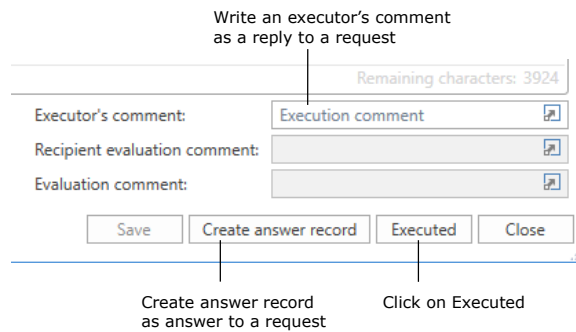 Write an executor’s comment
as a reply to a request
Remaining characters: 3924
Executor's comment:
Execution comment
Recipient evaluation comment:
Evaluation comment:
Save
Create answer record
Executed
Close
Create answer record
as answer to a request
Click on Executed